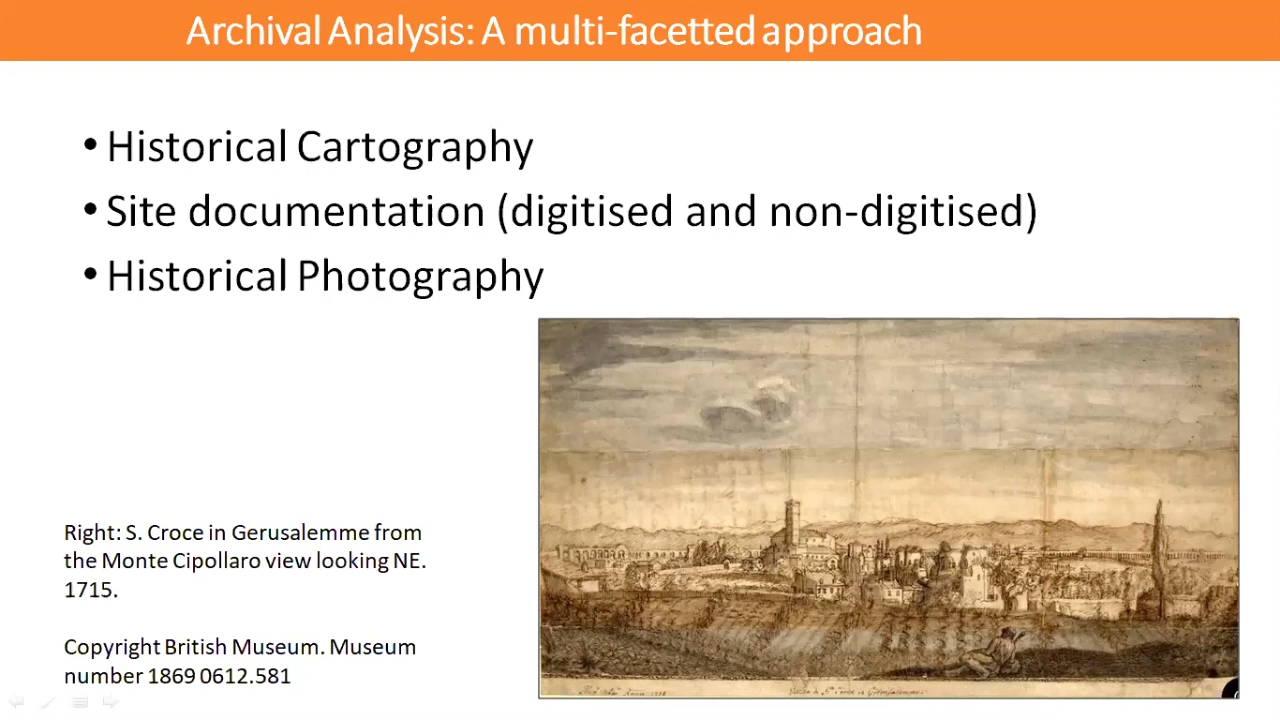 Archival Analysis: A multi-facetted approach
• Historical Cartography
• Site documentation (digitised and non-digitised)
• Historical Photography
Right: S. Croce in Gerusalemme from
the Monte Cipollaro view looking NE.
1715.
Copyright British Museum. Museum
number 1869 0612.581